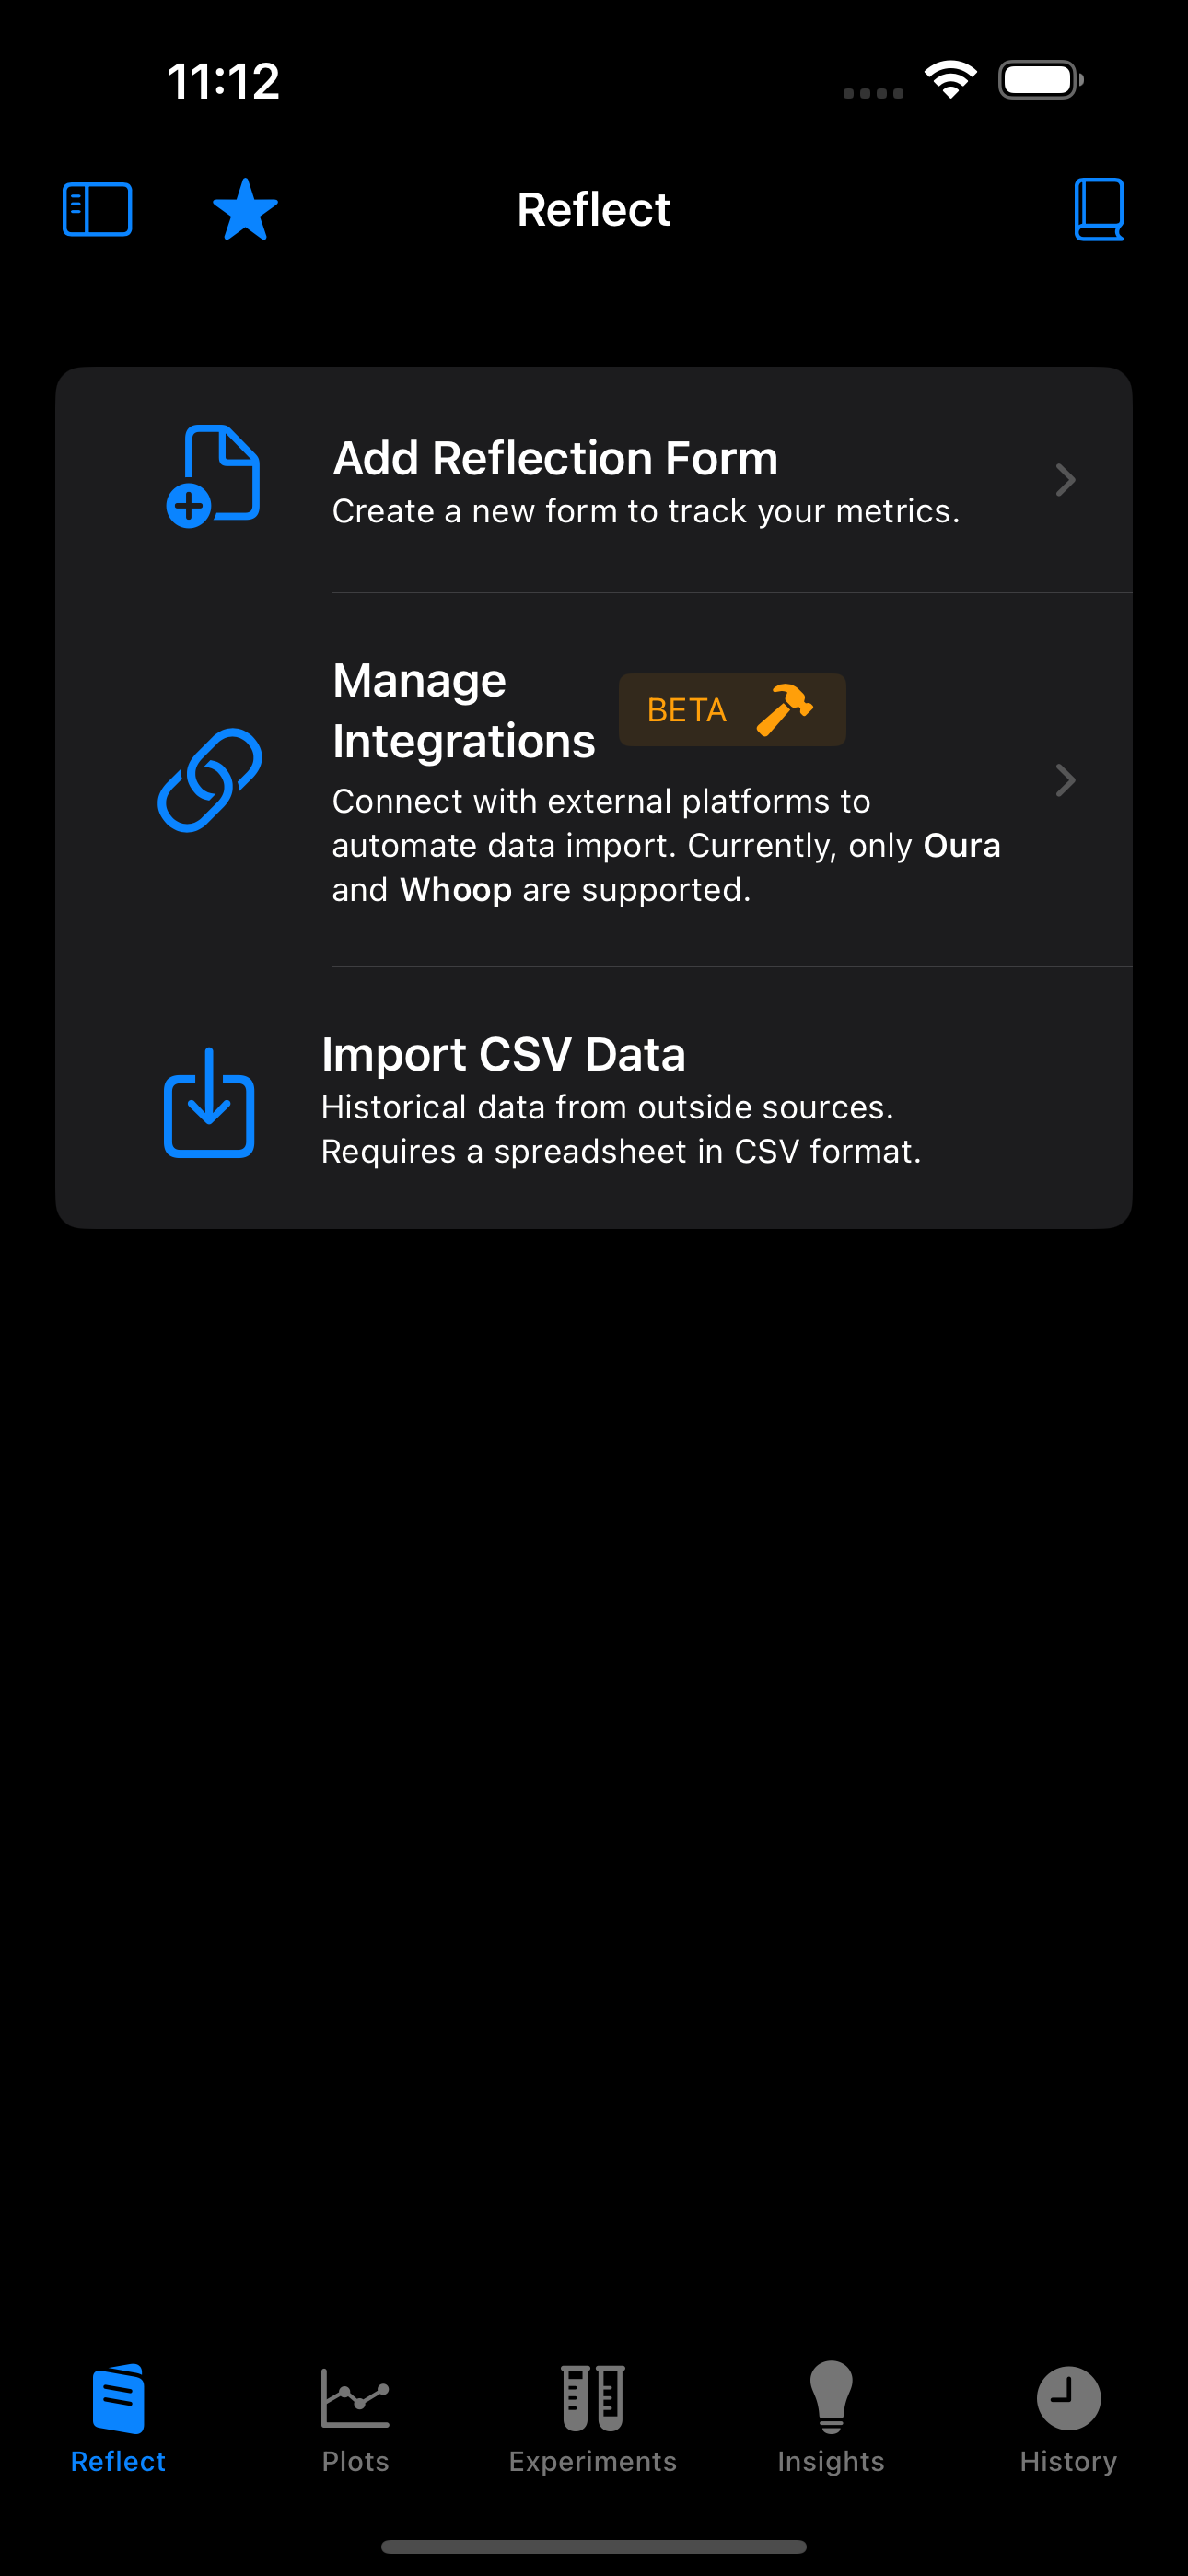 11:12
Reflect
Add Reflection Form
Create a new form to track your metrics.
Manage
Integrations
BETA
Connect with external platforms to
automate data import. Currently, only Oura
and Whoop are supported.
Import CSV Data
Historical data from outside sources.
Requires a spreadsheet in CSV format.
Reflect
Plots
Experiments
Insights
History